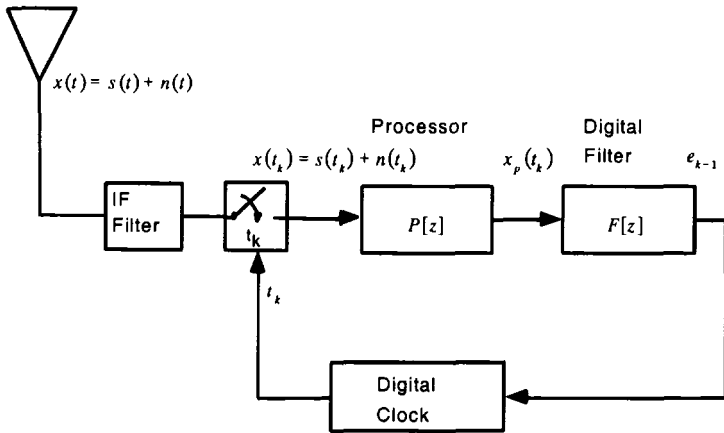 x(t) = s(t) + n(t)
Processor
Digital
Filter
x(t_k) = s(t_k) + n(t_k)
x_p(t_k)
e_{k-1}
IF
Filter
t_k
P[z]
F[z]
t_k
Digital
Clock